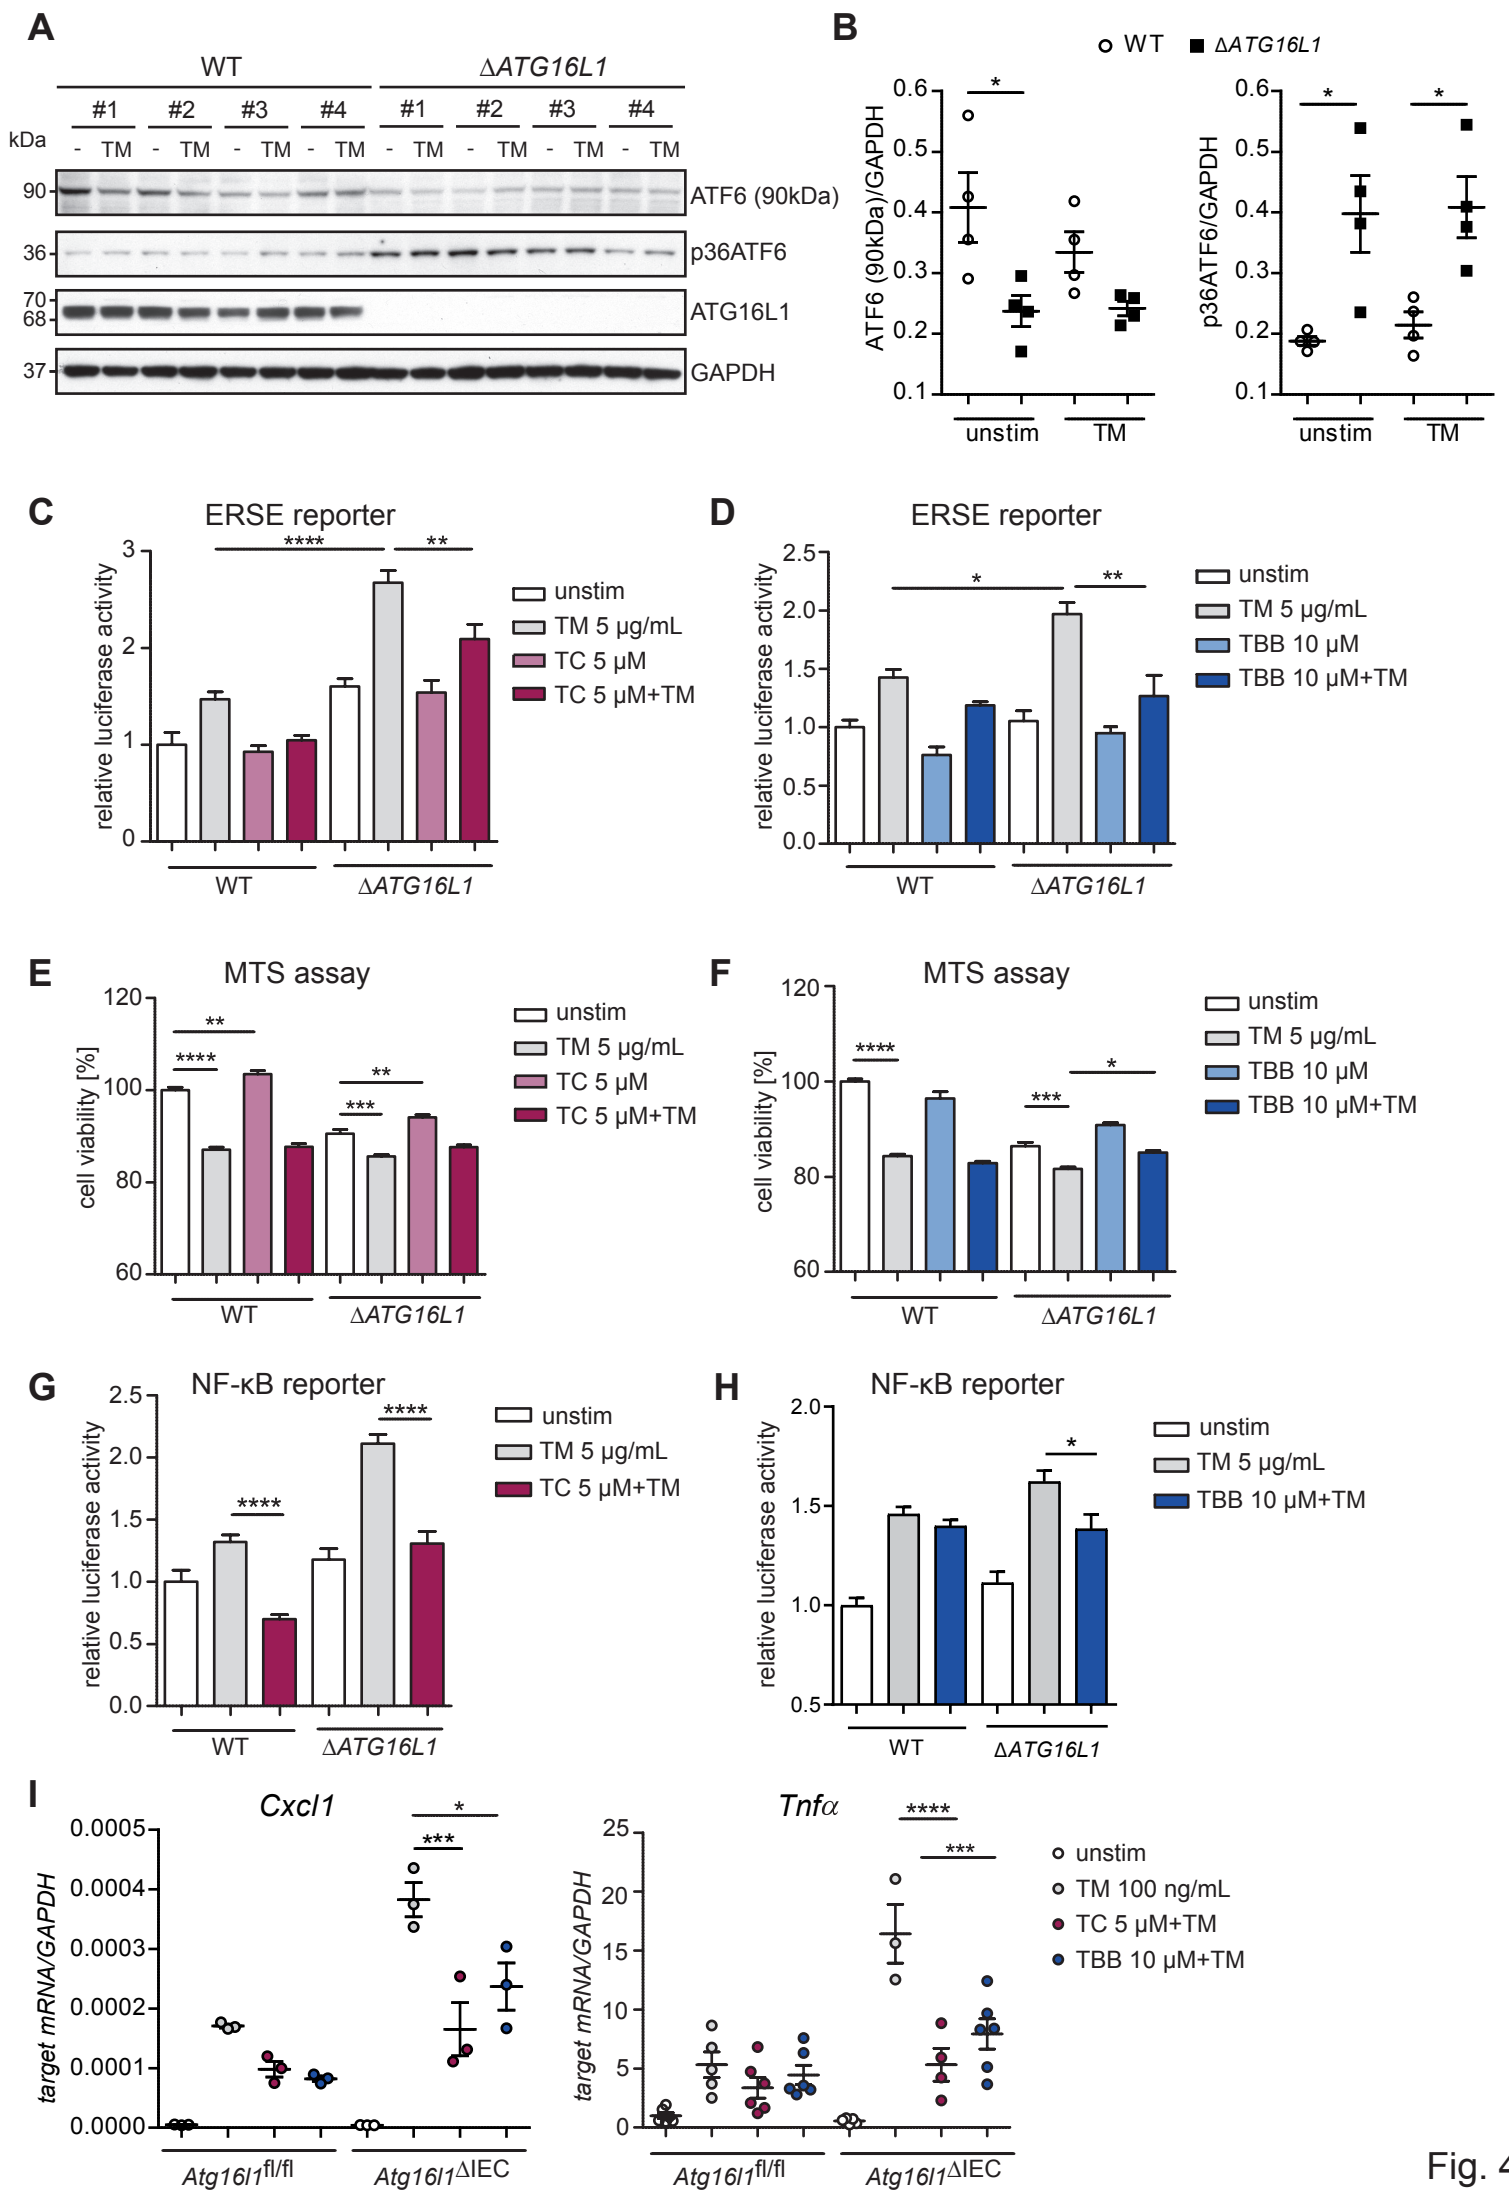 A
WT ΔATG16L1
#1 #2 #3 #4 #1 #2 #3 #4
kDa - TM - TM - TM - TM - TM - TM - TM - TM
90 ATF6 (90kDa)
36 p36ATF6
70
68 ATG16L1
37 GAPDH
B
WT ΔATG16L1
ATF6 (90kDa)/GAPDH
0.6
0.5
0.4
0.3
0.2
0.1
*
unstim TM
p36ATF6/GAPDH
0.6
0.5
0.4
0.3
0.2
0.1
* *
unstim TM
C
ERSE reporter
relative luciferase activity
3
2
1
0
**** **
WT ΔATG16L1
unstim
TM 5 µg/mL
TC 5 µM
TC 5 µM+TM
D
ERSE reporter
relative luciferase activity
2.5
2.0
1.5
1.0
0.5
0.0
* **
WT ΔATG16L1
unstim
TM 5 µg/mL
TBB 10 µM
TBB 10 µM+TM
E
MTS assay
cell viability [%]
120
100
80
60
**
****
**
***
WT ΔATG16L1
unstim
TM 5 µg/mL
TC 5 µM
TC 5 µM+TM
F
MTS assay
cell viability [%]
120
100
80
60
****
*
***
WT ΔATG16L1
unstim
TM 5 µg/mL
TBB 10 µM
TBB 10 µM+TM
G
NF-κB reporter
relative luciferase activity
2.5
2.0
1.5
1.0
0.5
0.0
****
****
WT ΔATG16L1
unstim
TM 5 µg/mL
TC 5 µM+TM
H
NF-κB reporter
relative luciferase activity
2.0
1.5
1.0
0.5
*
WT ΔATG16L1
unstim
TM 5 µg/mL
TBB 10 µM+TM
I
Cxcl1
target mRNA/GAPDH
0.0005
0.0004
0.0003
0.0002
0.0001
0.0000
*
***
Atg16l1fl/fl Atg16l1ΔIEC
Tnfα
target mRNA/GAPDH
25
20
15
10
5
0
****
***
Atg16l1fl/fl Atg16l1ΔIEC
unstim
TM 100 ng/mL
TC 5 µM+TM
TBB 10 µM+TM
Fig. 4